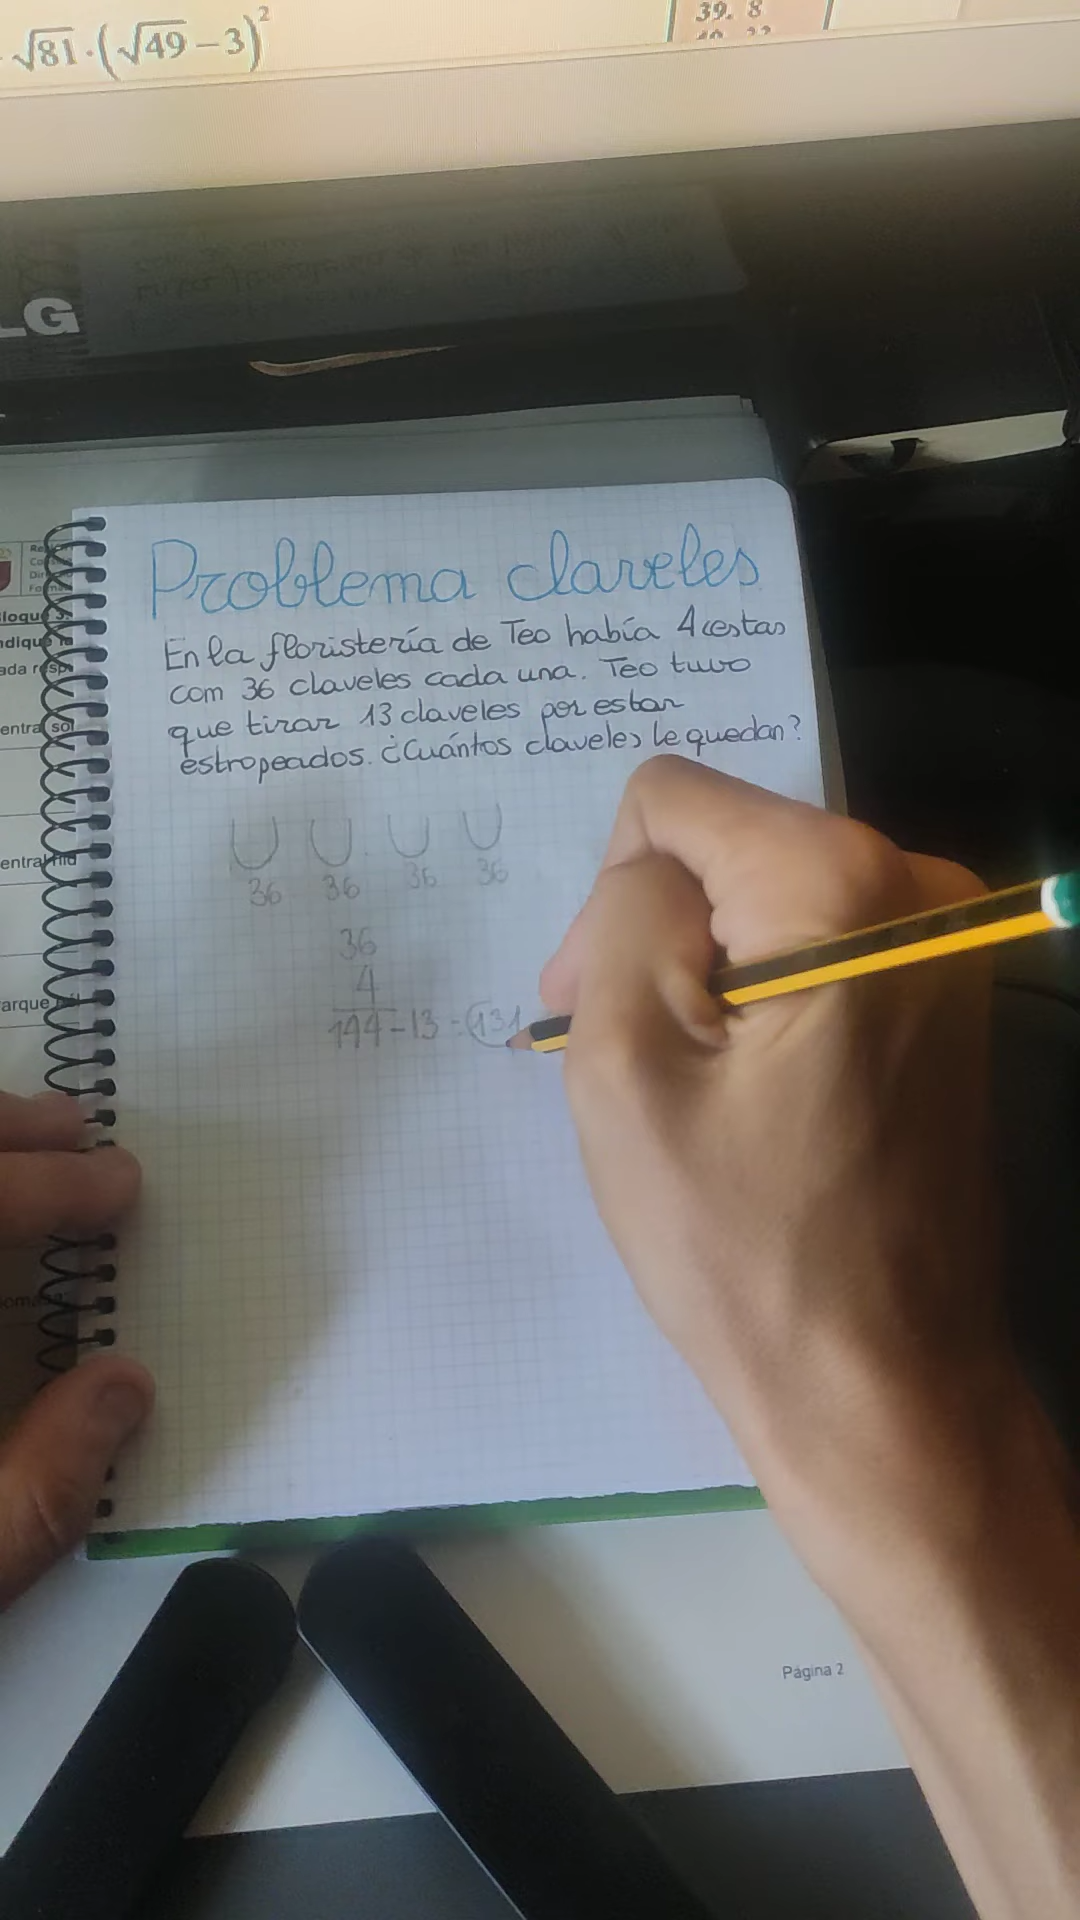 √81·(√49-3)²
39. 8
LG
Problema claveles
En la floristería de Teo había 4 cestas
com 36 claveles cada una. Teo tuvo
que tirar 13 claveles por estar
estropeados. ¿Cuántos claveles le quedan?
36 36 36 36
36
4
144-13=131
Página 2